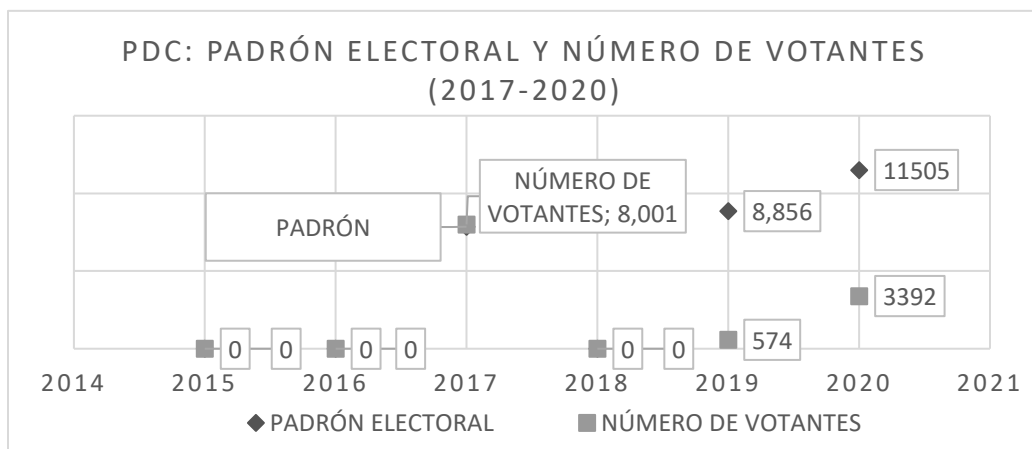 PDC: PADRÓN ELECTORAL Y NÚMERO DE VOTANTES
(2017-2020)
11505
NÚMERO DE
VOTANTES; 8,001
8,856
PADRÓN
3392
574
0 0 0 0 0 0
2014 2015 2016 2017 2018 2019 2020 2021
PADRÓN ELECTORAL NÚMERO DE VOTANTES